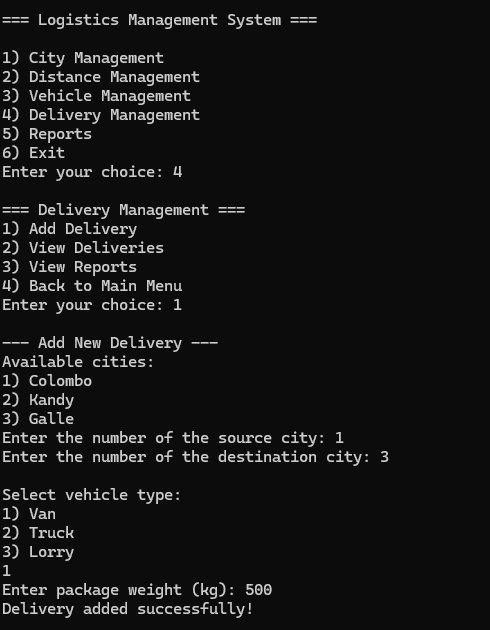 === Logistics Management System ===
1) City Management
2) Distance Management
3) Vehicle Management
4) Delivery Management
5) Reports
6) Exit
Enter your choice: 4
=== Delivery Management ===
1) Add Delivery
2) View Deliveries
3) View Reports
4) Back to Main Menu
Enter your choice: 1
--- Add New Delivery ---
Available cities:
1) Colombo
2) Kandy
3) Galle
Enter the number of the source city: 1
Enter the number of the destination city: 3
Select vehicle type:
1) Van
2) Truck
3) Lorry
1
Enter package weight (kg): 500
Delivery added successfully!